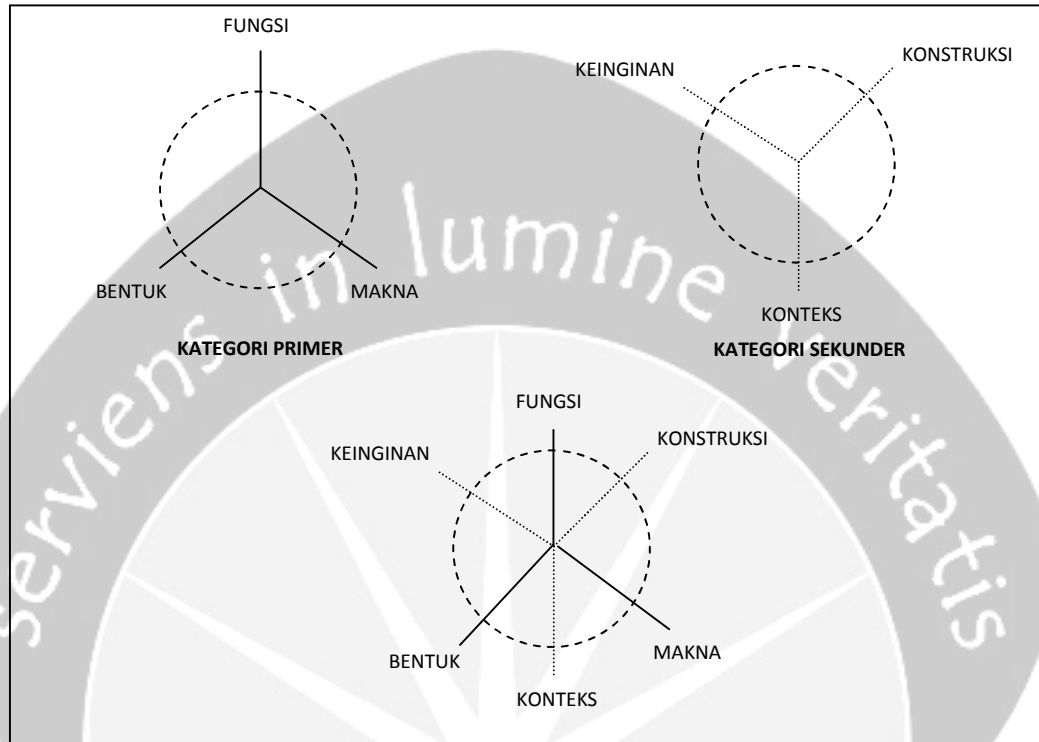 FUNGSI
KEINGINAN
KONSTRUKSI
BENTUK
MAKNA
KONTEKS
KATEGORI PRIMER
KATEGORI SEKUNDER
FUNGSI
KEINGINAN
KONSTRUKSI
BENTUK
MAKNA
KONTEKS
serviens in lumine veritatis